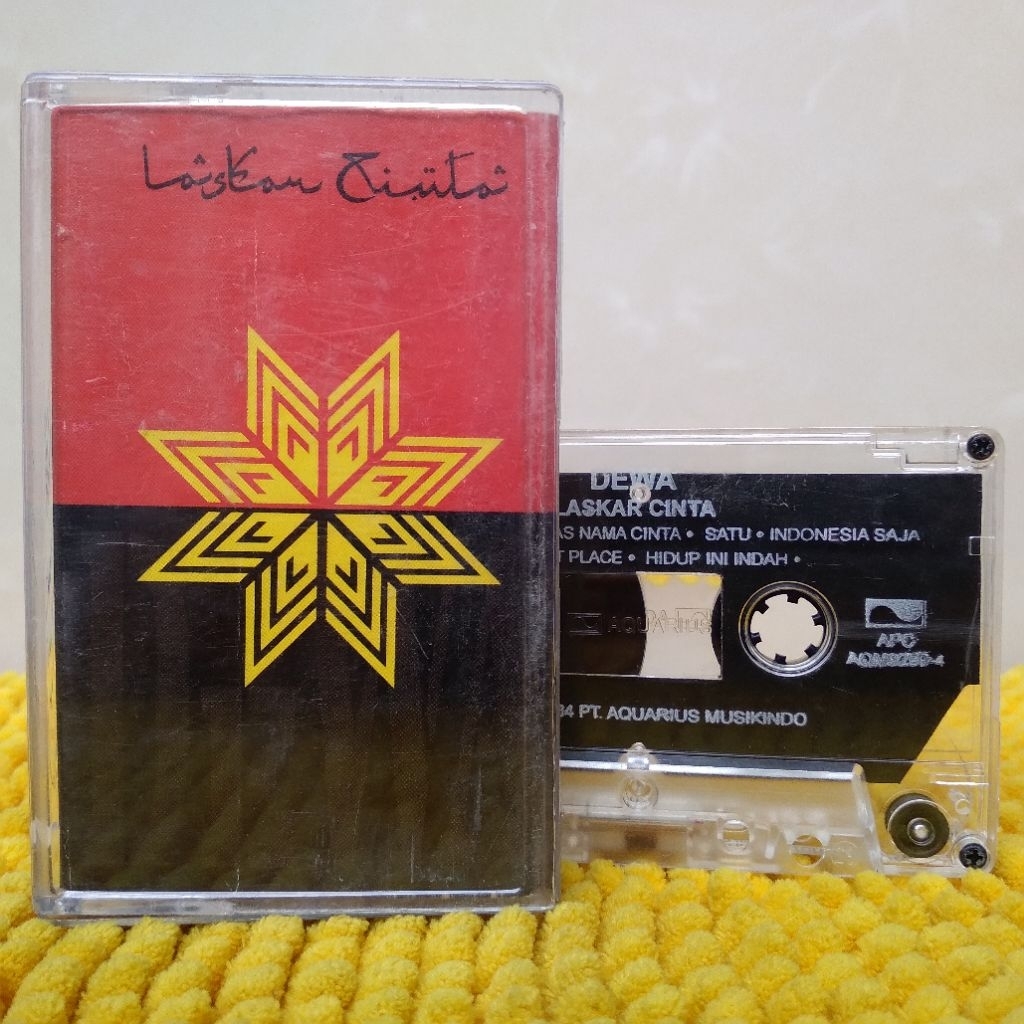 Laskar Cinta
DEWA
LASKAR CINTA
AS NAMA CINTA • SATU • INDONESIA SAJA
T PLACE • HIDUP INI INDAH •
AQUARIUS
APC
4 PT. AQUARIUS MUSIKINDO